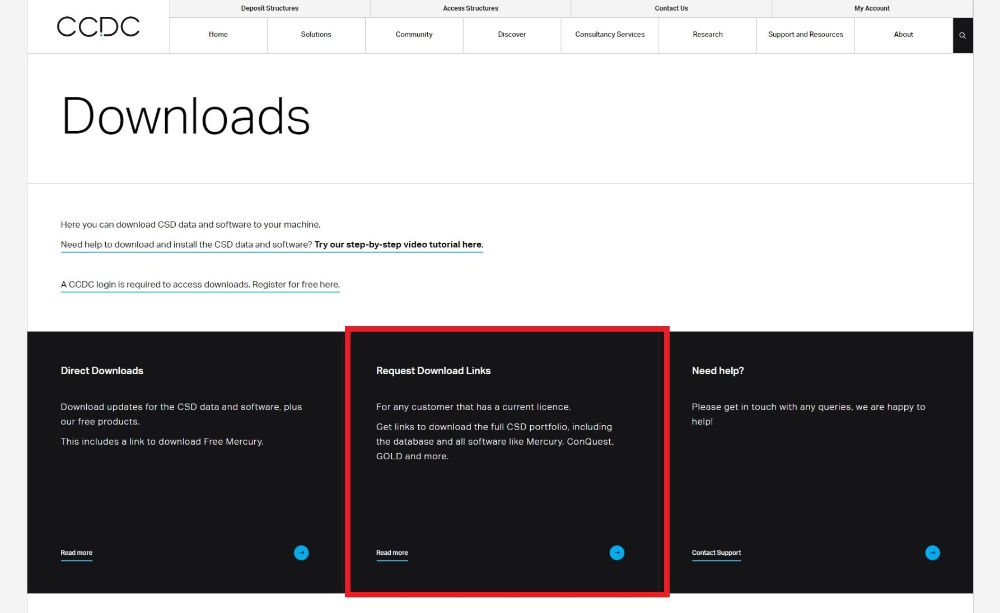 Deposit Structures
Access Structures
Contact Us
My Account
CCDC
Home
Solutions
Community
Discover
Consultancy Services
Research
Support and Resources
About
Downloads
Here you can download CSD data and software to your machine.
Need help to download and install the CSD data and software? Try our step-by-step video tutorial here.
A CCDC login is required to access downloads. Register for free here.
Direct Downloads
Download updates for the CSD data and software, plus
our free products.
This includes a link to download Free Mercury.
Read more
Request Download Links
For any customer that has a current licence.
Get links to download the full CSD portfolio, including
the database and all software like Mercury, ConQuest,
GOLD and more.
Read more
Need help?
Please get in touch with any queries, we are happy to
help!
Contact Support